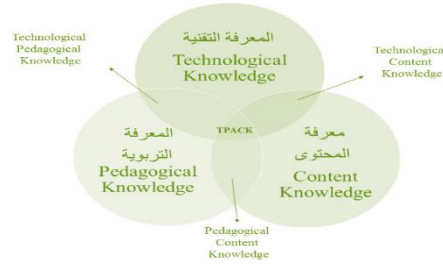 المعرفة التقنية
Technological
Knowledge
Technological
Pedagogical
Knowledge
Technological
Content
Knowledge
TPACK
المعرفة
التربوية
Pedagogical
Knowledge
معرفة
المحتوى
Content
Knowledge
Pedagogical
Content
Knowledge